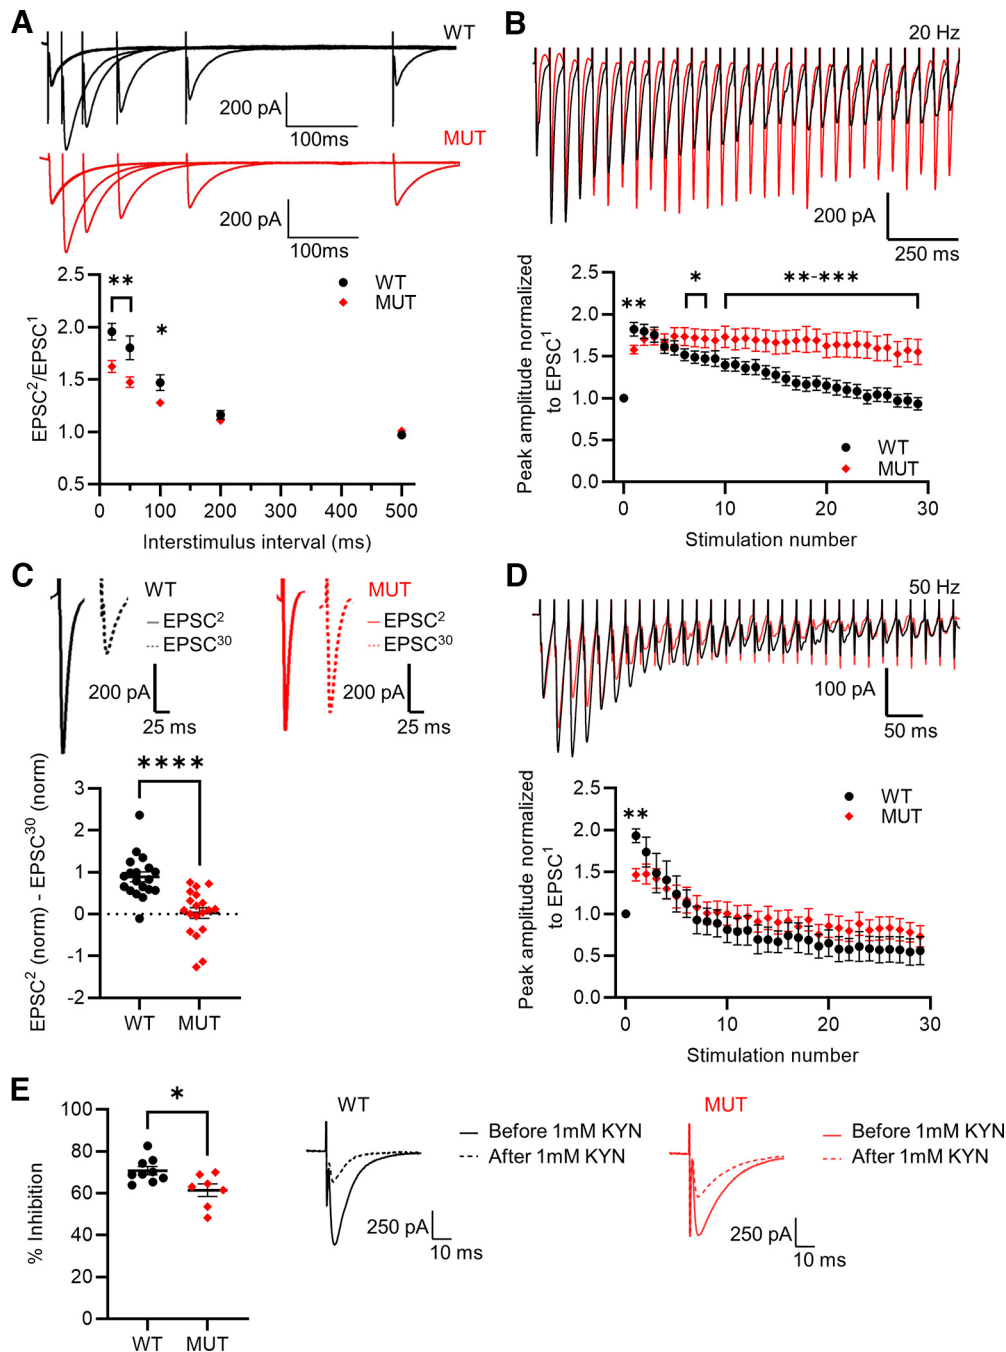 A
WT
200 pA
100ms
MUT
200 pA
100ms
2.5
2.0
1.5
1.0
0.5
EPSC²/EPSC¹
**
*
WT
MUT
0 100 200 300 400 500
Interstimulus interval (ms)
B
20 Hz
200 pA
250 ms
2.5
2.0
1.5
1.0
0.5
0.0
Peak amplitude normalized
to EPSC¹
**
*
**-***
WT
MUT
0 10 20 30
Stimulation number
C
WT
EPSC²
EPSC³⁰
200 pA
25 ms
MUT
EPSC²
EPSC³⁰
200 pA
25 ms
****
3
2
1
0
-1
-2
EPSC² (norm) - EPSC³⁰ (norm)
WT MUT
D
50 Hz
100 pA
50 ms
2.5
2.0
1.5
1.0
0.5
0.0
Peak amplitude normalized
to EPSC¹
**
WT
MUT
0 10 20 30
Stimulation number
E
100
80
60
40
20
0
% Inhibition
*
WT MUT
WT
Before 1mM KYN
After 1mM KYN
250 pA
10 ms
MUT
Before 1mM KYN
After 1mM KYN
250 pA
10 ms